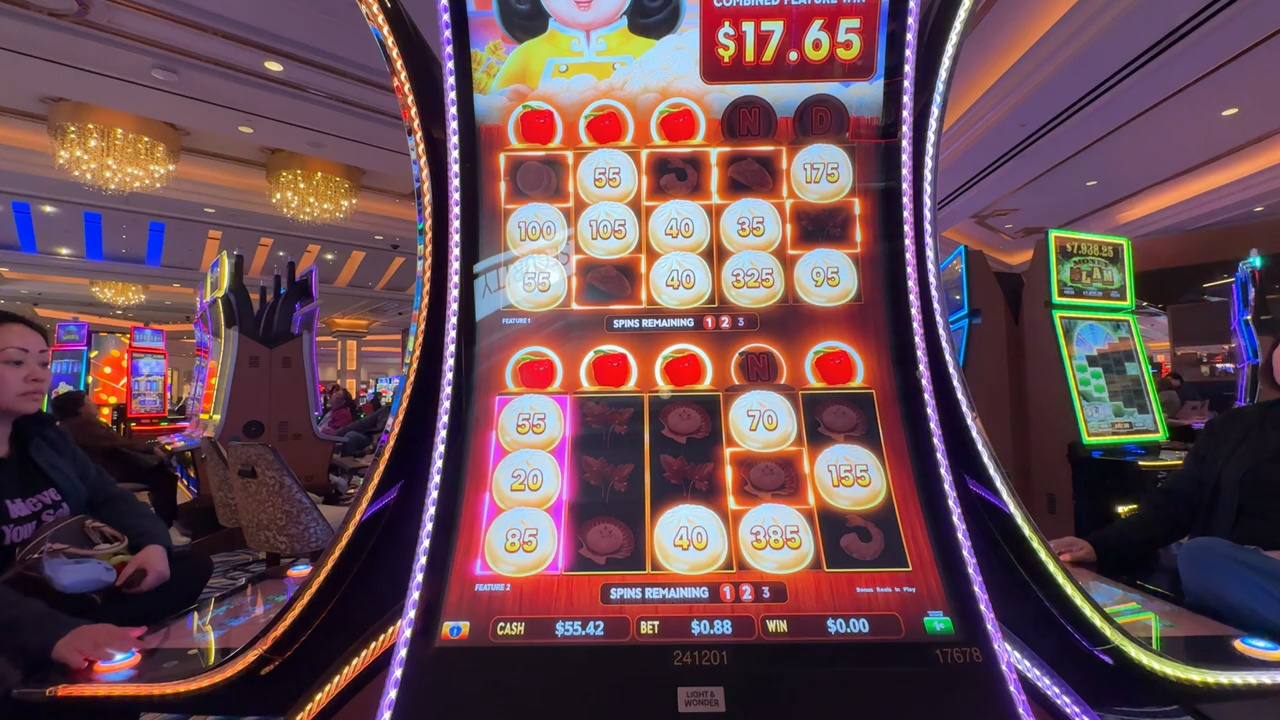 COMBINED FEATURE WIN
$17.65
N D
55 175
100 105 40 35
55 40 325 95
FEATURE 1
SPINS REMAINING 1 2 3
N
55 70
20 155
85 40 385
FEATURE 2
SPINS REMAINING 1 2 3
Bonus Reels In Play
CASH $55.42 BET $0.88 WIN $0.00 1¢
241201 17678
LIGHT & WONDER
$7,938.25